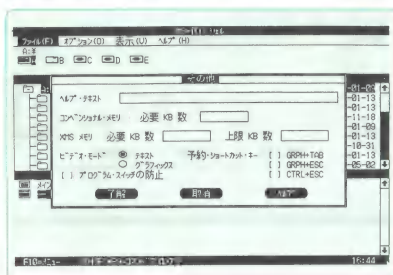 ファイル(F) オプション(O) 表示(U) ヘルプ(H)
A:¥
B C D E
その他
ヘルプ・テキスト
コンベンショナル・メモリ 必要 KB 数
XMS メモリ 必要 KB 数 上限 KB 数
ビデオ・モード テキスト 予約・ショートカット・キー [ ] GRPH+TAB
グラフィックス [ ] GRPH+ESC
[ ] プログラム・スイッチの防止 [ ] CTRL+ESC
了解 取消 ヘルプ
-01-13
-11-18
-01-09
-01-13
-10-31
-01-13
-05-02
メイン
F10=メニュー 16:44